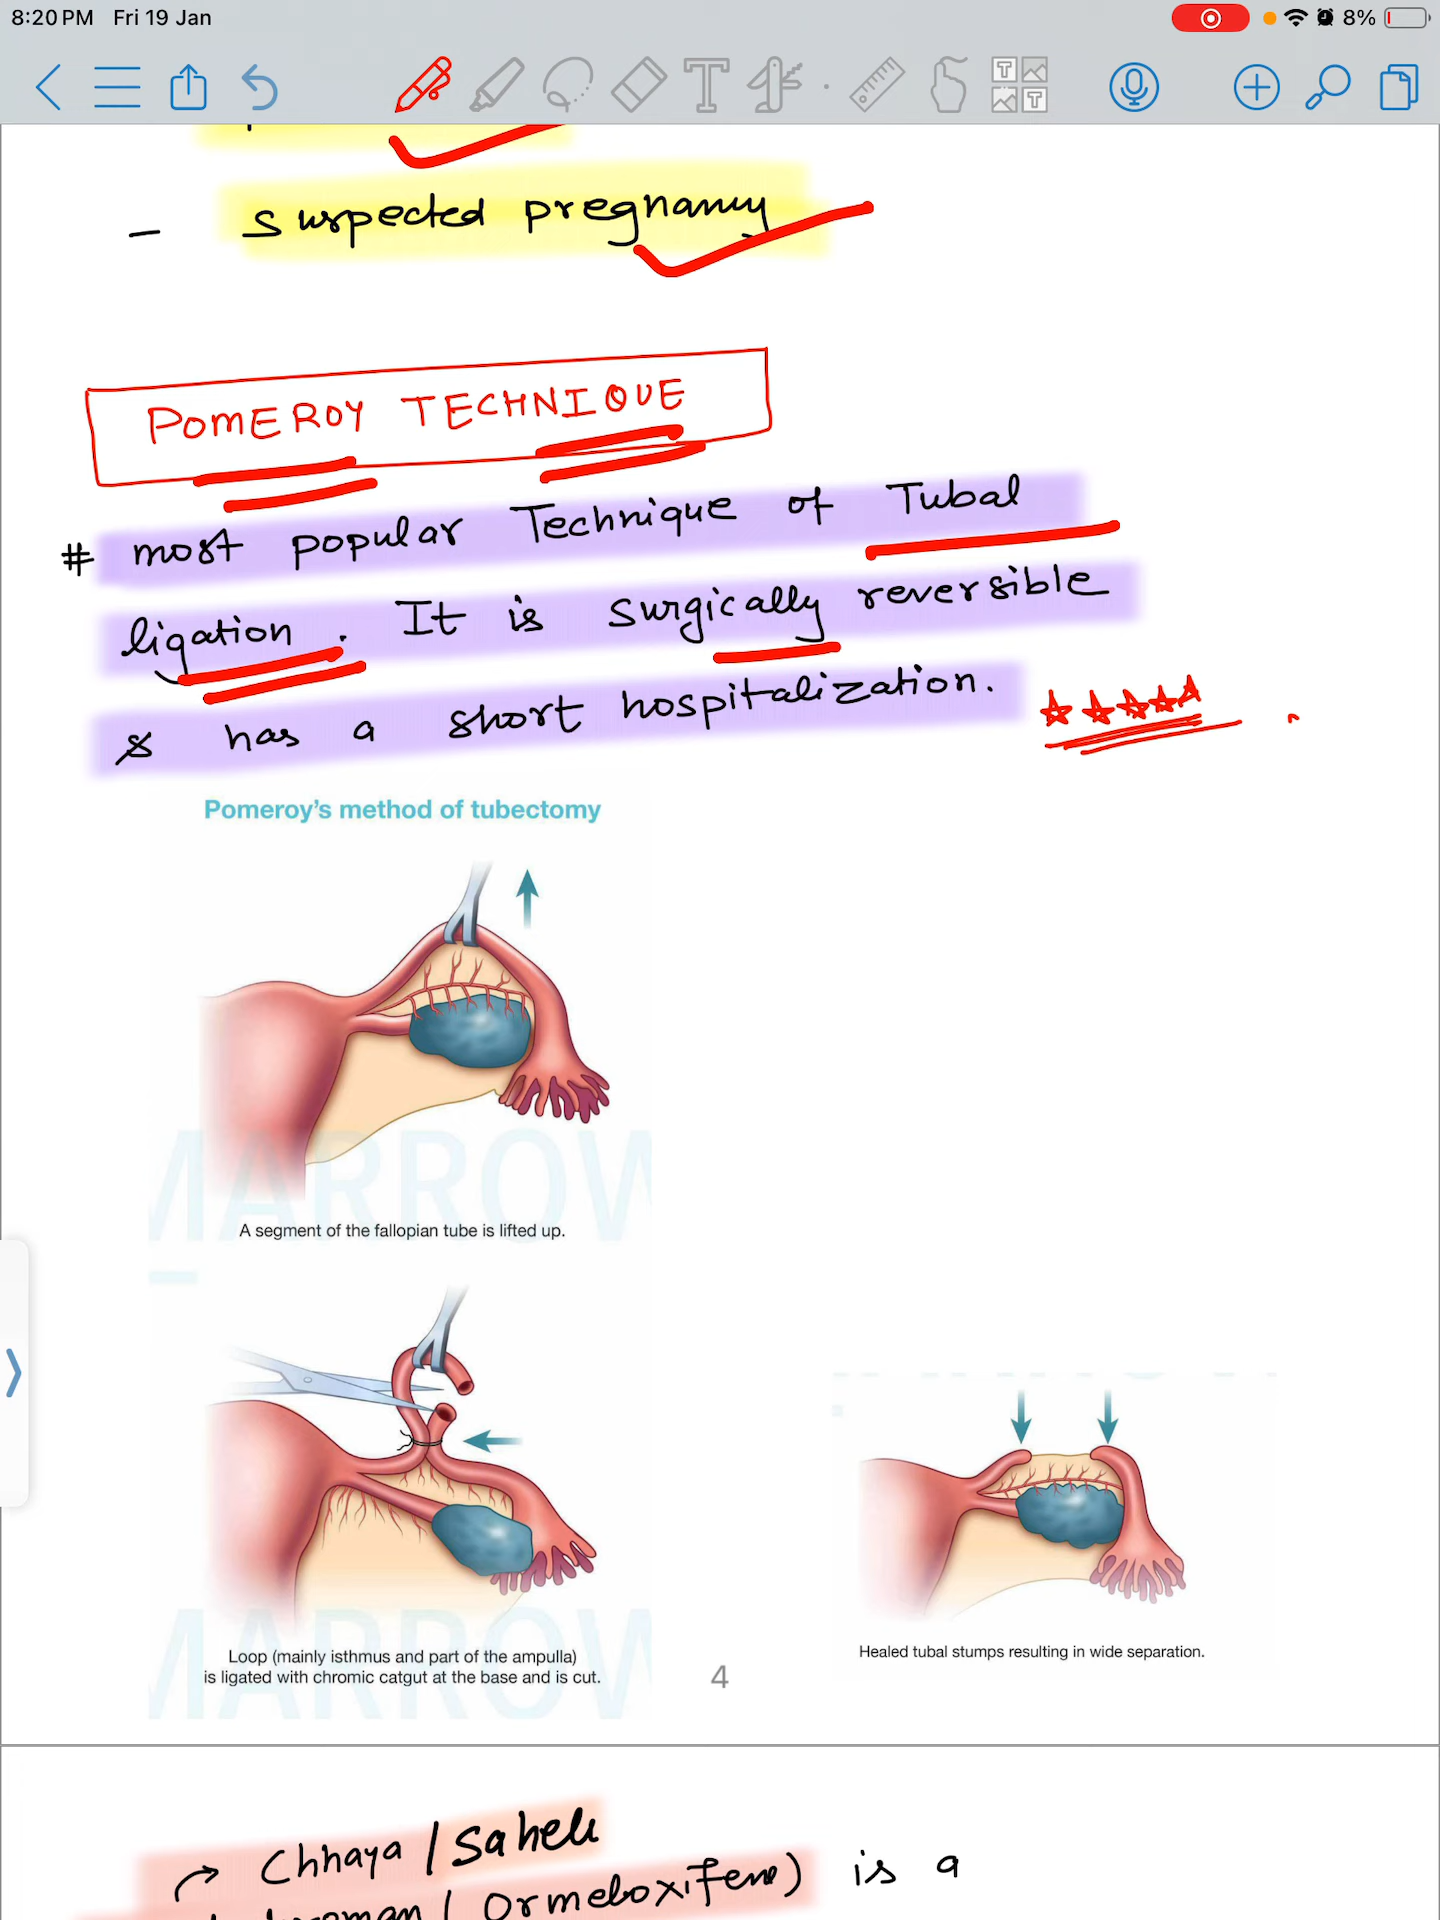 8:20 PM Fri 19 Jan
8%
- suspected pregnancy
POMEROY TECHNIQUE
# most popular Technique of Tubal
ligation. It is surgically reversible
& has a short hospitalization.
Pomeroy's method of tubectomy
MARROW
A segment of the fallopian tube is lifted up.
Loop (mainly isthmus and part of the ampulla)
is ligated with chromic catgut at the base and is cut.
MARROW
Healed tubal stumps resulting in wide separation.
4
→ Chhaya / Saheli
(Ormeloxifene) is a